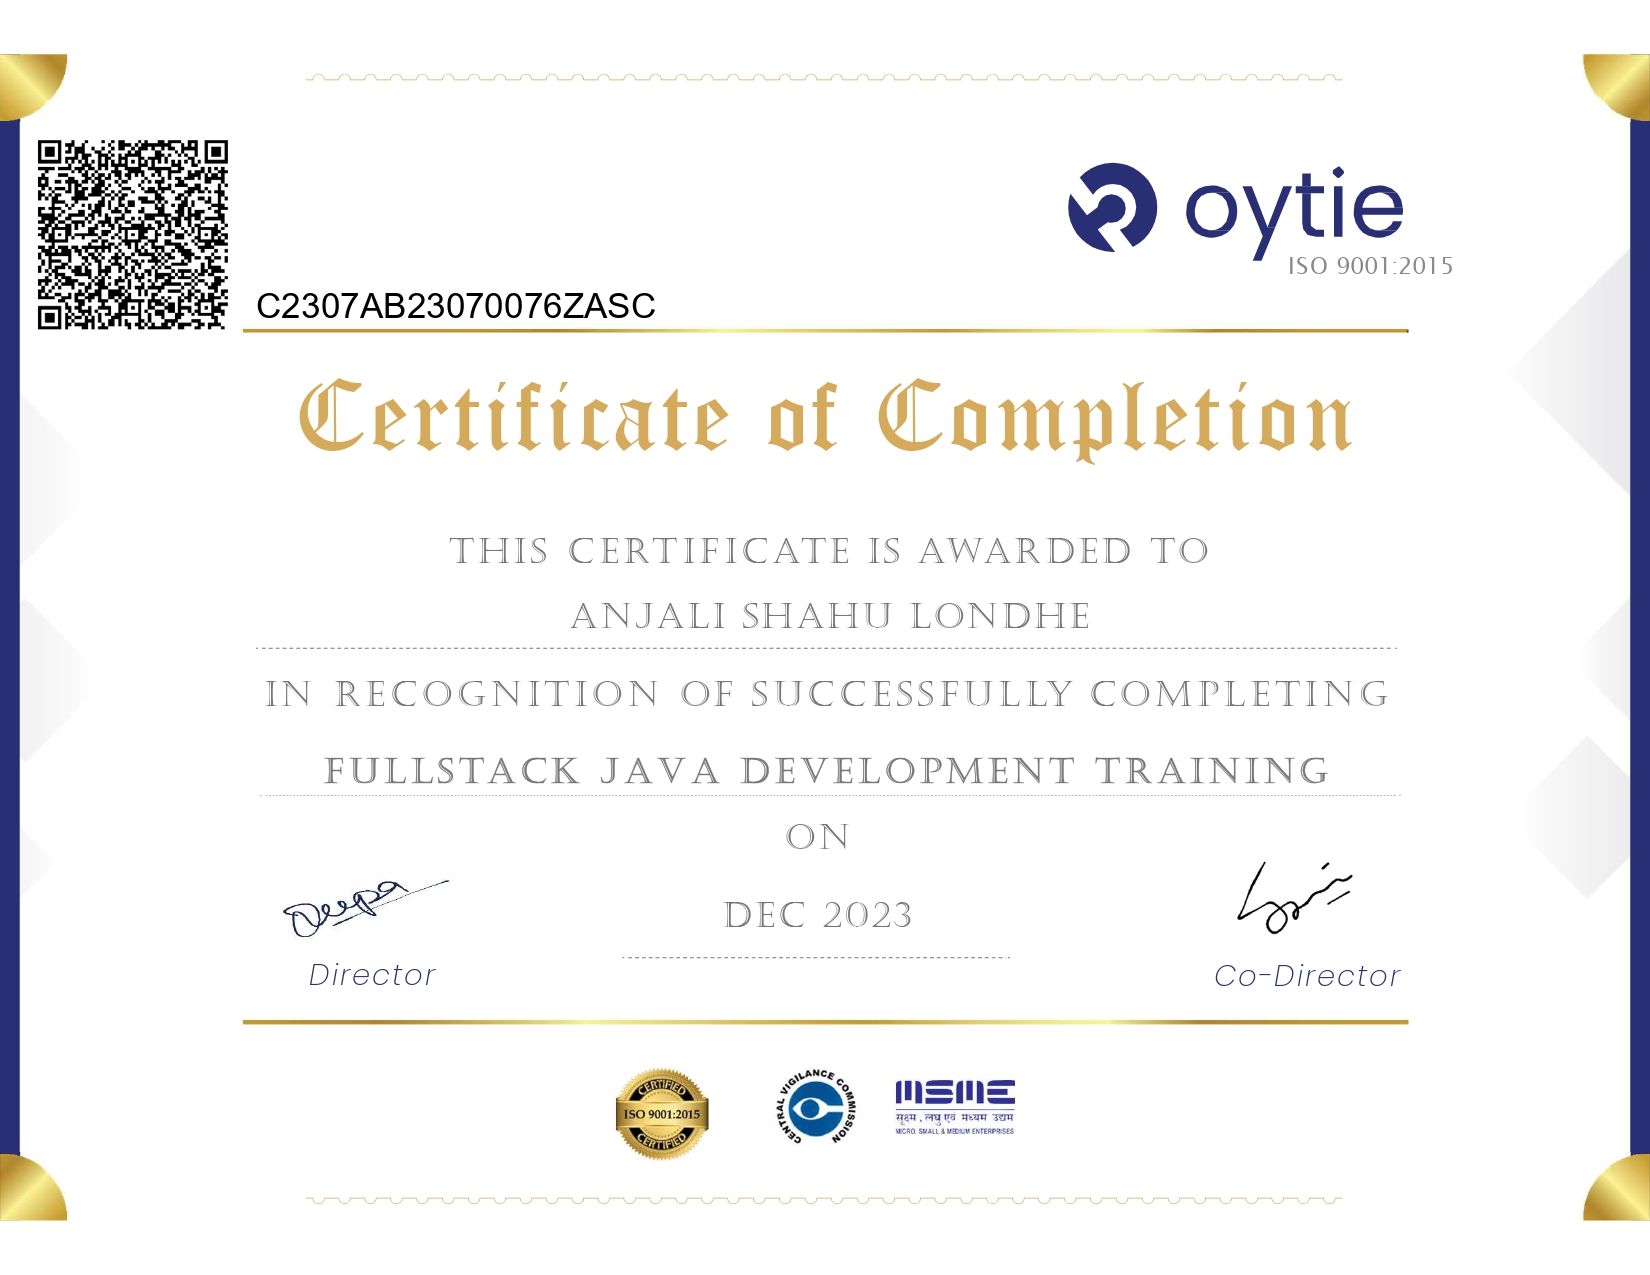 oytie
ISO 9001:2015
C2307AB23070076ZASC
Certificate of Completion
THIS CERTIFICATE IS AWARDED TO
ANJALI SHAHU LONDHE
IN RECOGNITION OF SUCCESSFULLY COMPLETING
FULLSTACK JAVA DEVELOPMENT TRAINING
ON
DEC 2023
Deepa
Director
Co-Director
CERTIFIED
ISO 9001:2015
CERTIFIED
CENTRAL VIGILANCE COMMISSION
MSME
सूक्ष्म, लघु एवं मध्यम उद्यम
MICRO, SMALL & MEDIUM ENTERPRISES